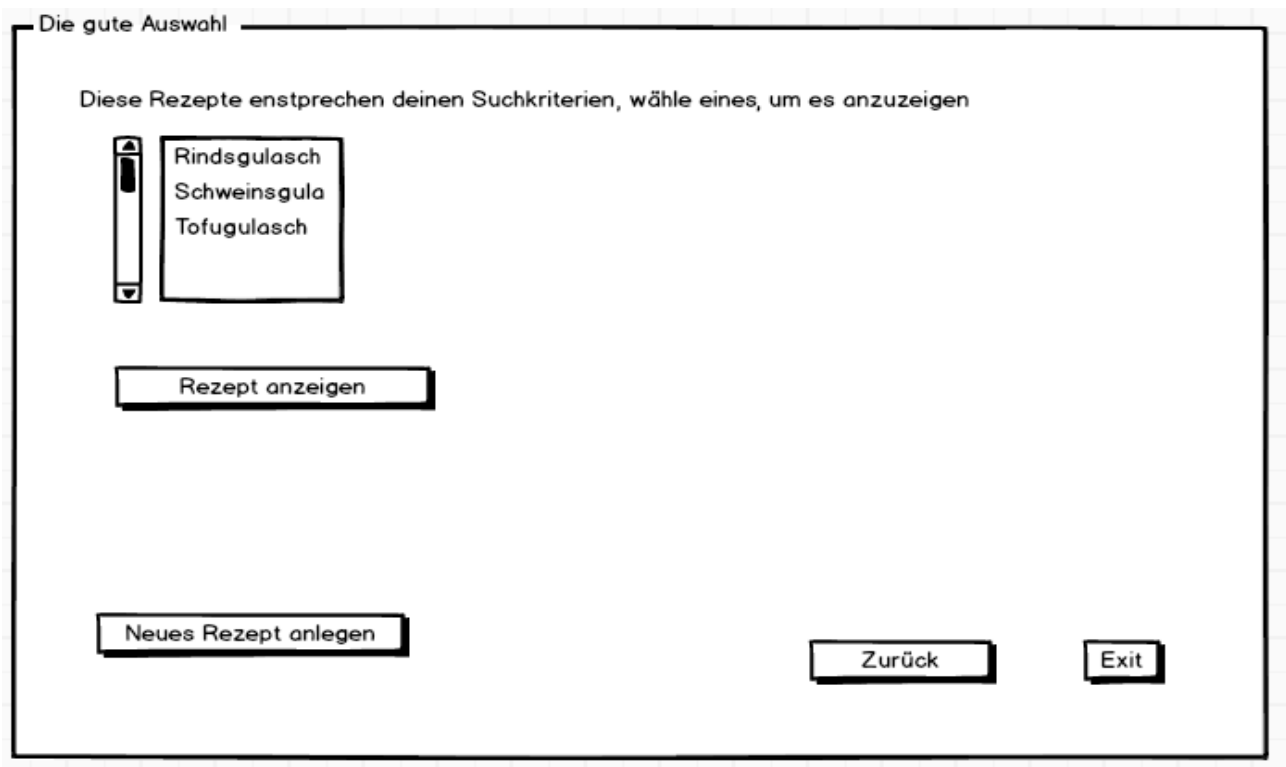 Die gute Auswahl
Diese Rezepte enstprechen deinen Suchkriterien, wähle eines, um es anzuzeigen
Rindsgulasch
Schweinsgula
Tofugulasch
Rezept anzeigen
Neues Rezept anlegen
Zurück
Exit